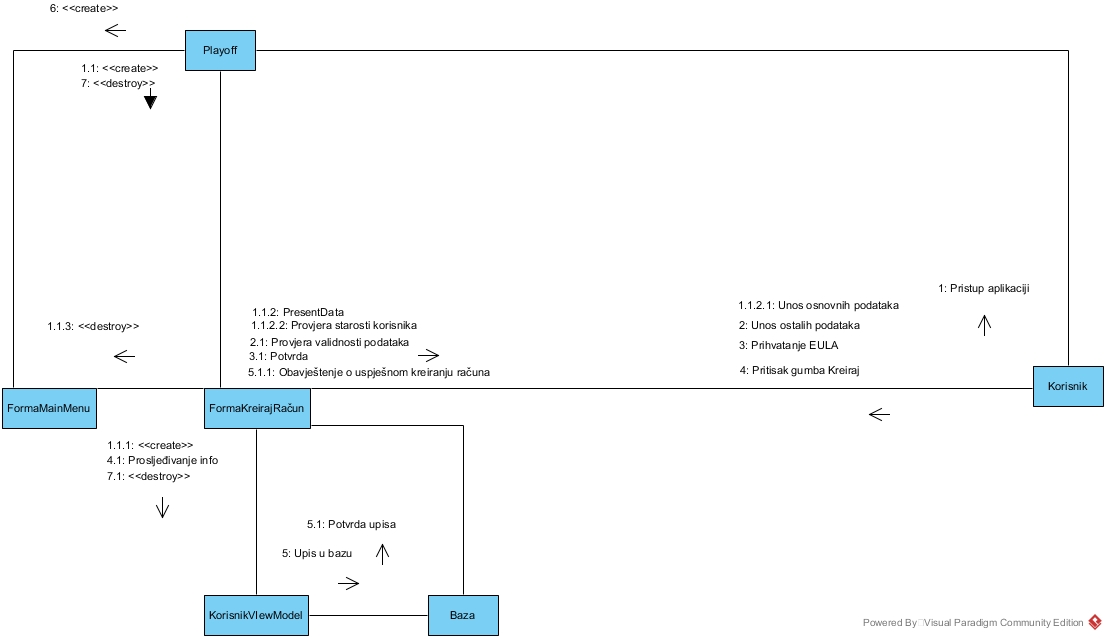 6: <<create>>
Playoff
1.1: <<create>>
7: <<destroy>>
1: Pristup aplikaciji
1.1.2: PresentData
1.1.2.2: Provjera starosti korisnika
2.1: Provjera validnosti podataka
3.1: Potvrda
5.1.1: Obavještenje o uspješnom kreiranju računa
1.1.2.1: Unos osnovnih podataka
2: Unos ostalih podataka
3: Prihvatanje EULA
4: Pritisak gumba Kreiraj
1.1.3: <<destroy>>
FormaMainMenu
FormaKreirajRačun
Korisnik
1.1.1: <<create>>
4.1: Prosljeđivanje info
7.1: <<destroy>>
5.1: Potvrda upisa
5: Upis u bazu
KorisnikVIewModel
Baza
Powered By Visual Paradigm Community Edition